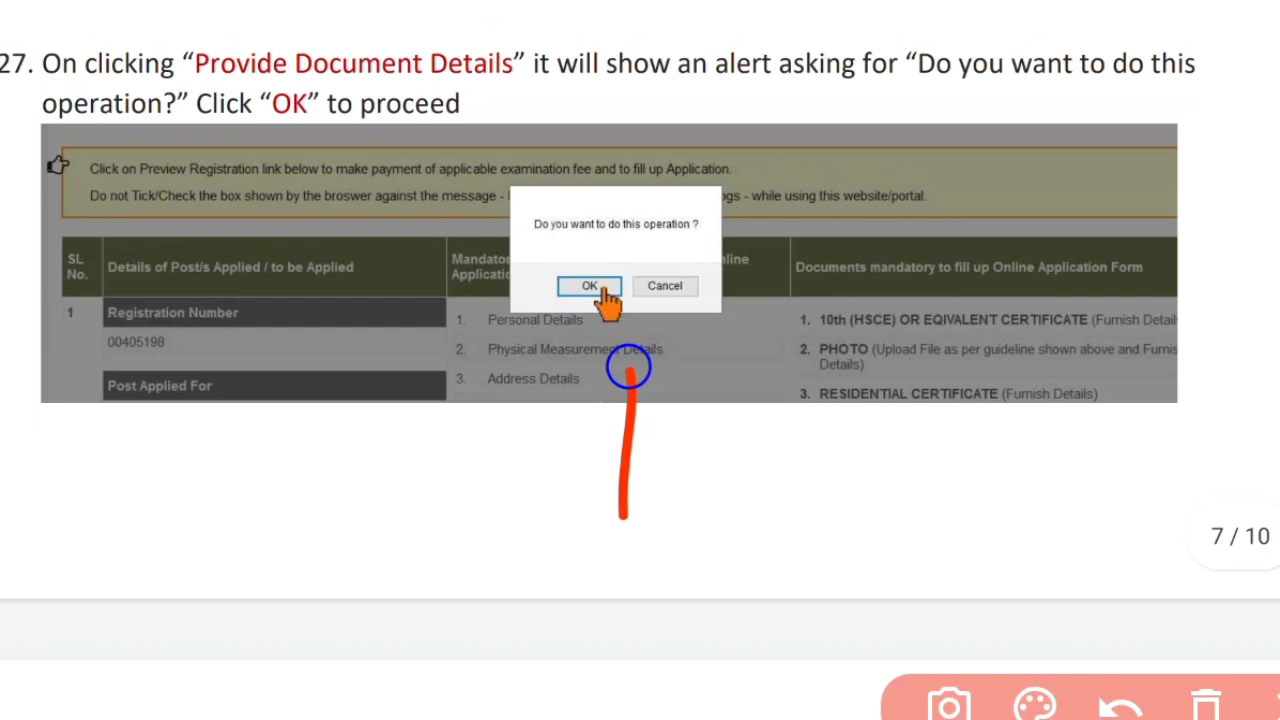 27. On clicking “Provide Document Details” it will show an alert asking for “Do you want to do this
operation?” Click “OK” to proceed
Click on Preview Registration link below to make payment of applicable examination fee and to fill up Application.
Do not Tick/Check the box shown by the broswer against the message -
ogs - while using this website/portal.
Do you want to do this operation ?
OK
Cancel
SL
No.
Details of Post/s Applied / to be Applied
Documents mandatory to fill up Online Application Form
1
Registration Number
00405198
Post Applied For
1. Personal Details
2. Physical Measurement Details
3. Address Details
1. 10th (HSCE) OR EQIVALENT CERTIFICATE (Furnish Detail
2. PHOTO (Upload File as per guideline shown above and Furnis
Details)
3. RESIDENTIAL CERTIFICATE (Furnish Details)
7 / 10